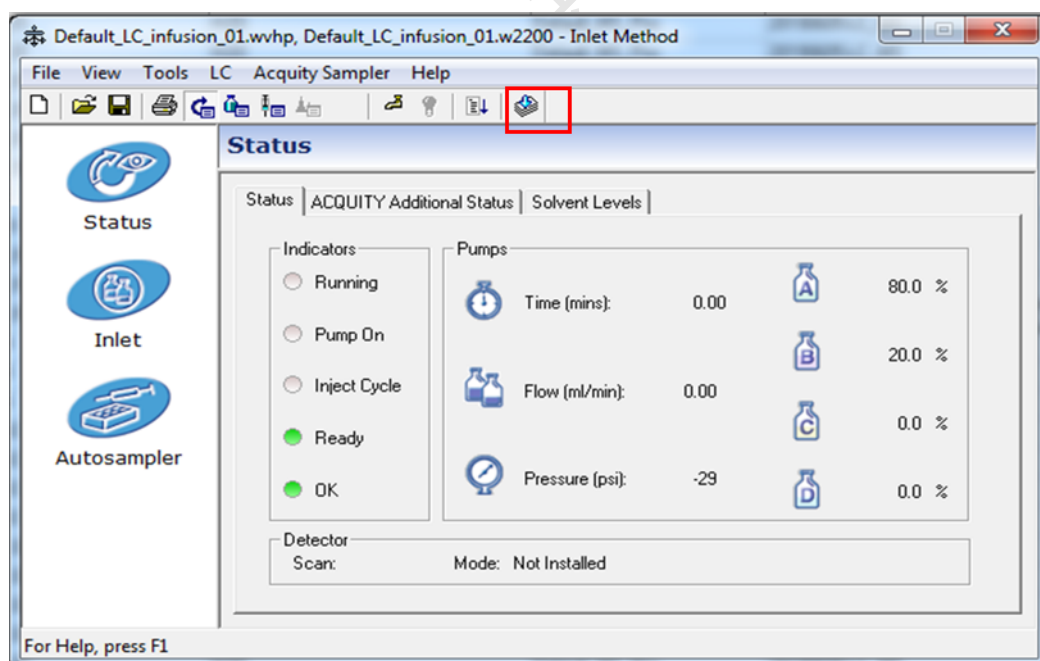 Default_LC_infusion_01.wvhp, Default_LC_infusion_01.w2200 - Inlet Method
File View Tools LC Acquity Sampler Help
Status
Status
Inlet
Autosampler
Status ACQUITY Additional Status Solvent Levels
Indicators
Running
Pump On
Inject Cycle
Ready
OK
Pumps
Time (mins): 0.00
Flow (ml/min): 0.00
Pressure (psi): -29
A 80.0 %
B 20.0 %
C 0.0 %
D 0.0 %
Detector
Scan: Mode: Not Installed
For Help, press F1